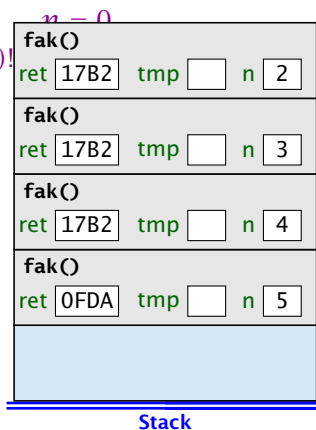 n = 0
)!
fak()
ret 17B2 tmp n 2
fak()
ret 17B2 tmp n 3
fak()
ret 17B2 tmp n 4
fak()
ret 0FDA tmp n 5
Stack